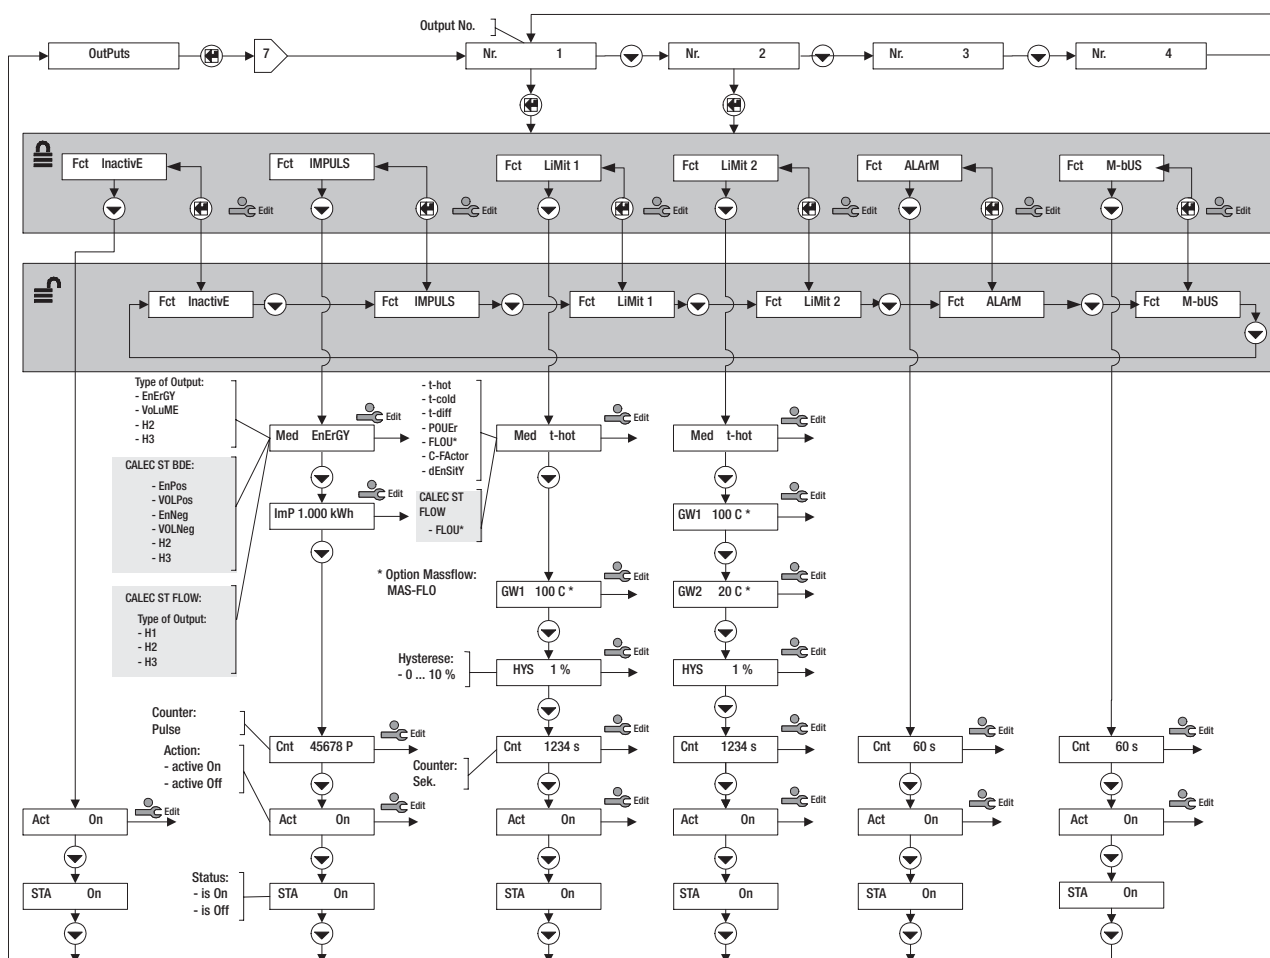 Output No.
OutPuts
7
Nr. 1
Nr. 2
Nr. 3
Nr. 4
Fct InactivE
Fct IMPULS
Fct LiMit 1
Fct LiMit 2
Fct ALArM
Fct M-bUS
Edit
Edit
Edit
Edit
Edit
Edit
Fct InactivE
Fct IMPULS
Fct LiMit 1
Fct LiMit 2
Fct ALArM
Fct M-bUS
Type of Output:
- EnErGY
- VoLuME
- H2
- H3
CALEC ST BDE:
- EnPos
- VOLPos
- EnNeg
- VOLNeg
- H2
- H3
CALEC ST FLOW:
Type of Output:
- H1
- H2
- H3
Med EnErGY
Edit
ImP 1.000 kWh
Edit
- t-hot
- t-cold
- t-diff
- POUEr
- FLOU*
- C-FActor
- dEnSitY
CALEC ST
FLOW
- FLOU*
* Option Massflow:
MAS-FLO
Med t-hot
Edit
Med t-hot
Edit
GW1 100 C *
Edit
GW1 100 C *
Edit
GW2 20 C *
Edit
Hysterese:
- 0 ... 10 %
HYS 1 %
Edit
HYS 1 %
Edit
Counter:
Pulse
Action:
- active On
- active Off
Cnt 45678 P
Edit
Counter:
Sek.
Cnt 1234 s
Edit
Cnt 1234 s
Edit
Cnt 60 s
Edit
Cnt 60 s
Edit
Act On
Edit
Act On
Edit
Act On
Edit
Act On
Edit
Act On
Edit
Act On
Edit
Status:
- is On
- is Off
STA On
STA On
STA On
STA On
STA On
STA On